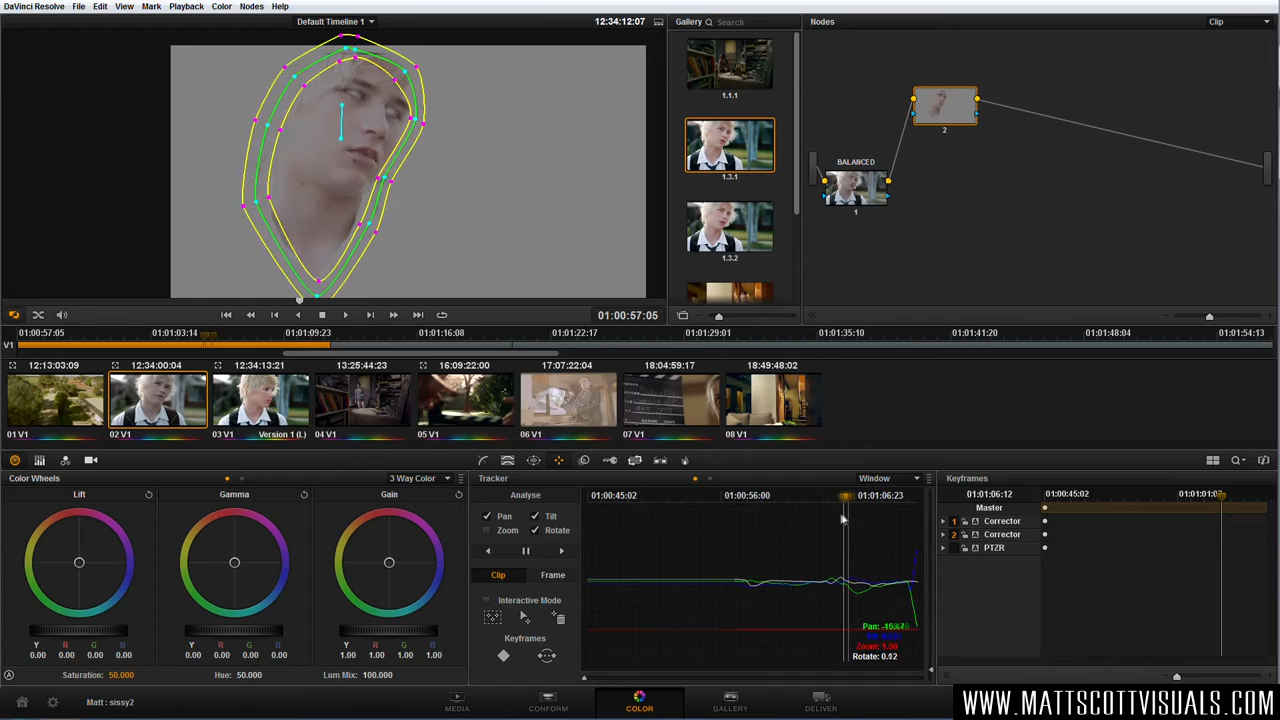 DaVinci Resolve File Edit View Mark Playback Color Nodes Help
Default Timeline 1 12:34:12:07 Gallery Search Nodes Clip
1.1.1
1.3.1
1.3.2
2
BALANCED
1
01:00:57:05
01:00:57:05 01:01:03:14 01:01:09:23 01:01:16:08 01:01:22:17 01:01:29:01 01:01:35:10 01:01:41:20 01:01:48:04 01:01:54:13
V1
12:13:03:09 12:34:00:04 12:34:13:21 13:25:44:23 16:09:22:00 17:07:22:04 18:04:59:17 18:49:48:02
01 V1 02 V1 03 V1 Version 1 (L) 04 V1 05 V1 06 V1 07 V1 08 V1
Color Wheels 3 Way Color Tracker Window Keyframes
Lift Gamma Gain
Y R G B Y R G B Y R G B
0.00 0.00 0.00 0.00 0.00 0.00 0.00 0.00 1.00 1.00 1.00 1.00
Saturation: 50.000 Hue: 50.000 Lum Mix: 100.000
Analyse
Pan Tilt
Zoom Rotate
Clip Frame
Interactive Mode
Keyframes
01:00:45:02 01:00:56:00 01:01:06:23
Zoom: 1.00
Rotate: 0.12
01:01:06:12 01:00:45:02
Master
1 A Corrector
2 A Corrector
A PTZR
Matt : sissy2 MEDIA CONFORM COLOR GALLERY DELIVER
WWW.MATTSCOTTVISUALS.COM